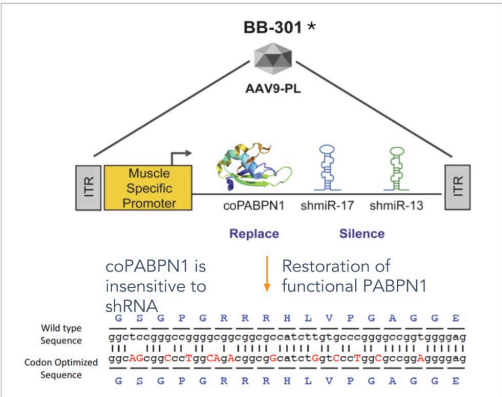 BB-301 *
AAV9-PL
ITR
Muscle
Specific
Promoter
ITR
coPABPN1 shmiR-17 shmiR-13
Replace Silence
coPABPN1 is
insensitive to
shRNA
Restoration of
functional PABPN1
G S G P G R R R H L V P G A G G E
Wild type
Sequence
ggctccgggccggggcggcggcgccatcttgtgcccggggccggtggggag
Codon Optimized
Sequence
ggcAGcggCccTggCAgAcggcgGcatctGgtCccTggCgccggAggggag
G S G P G R R R H L V P G A G G E